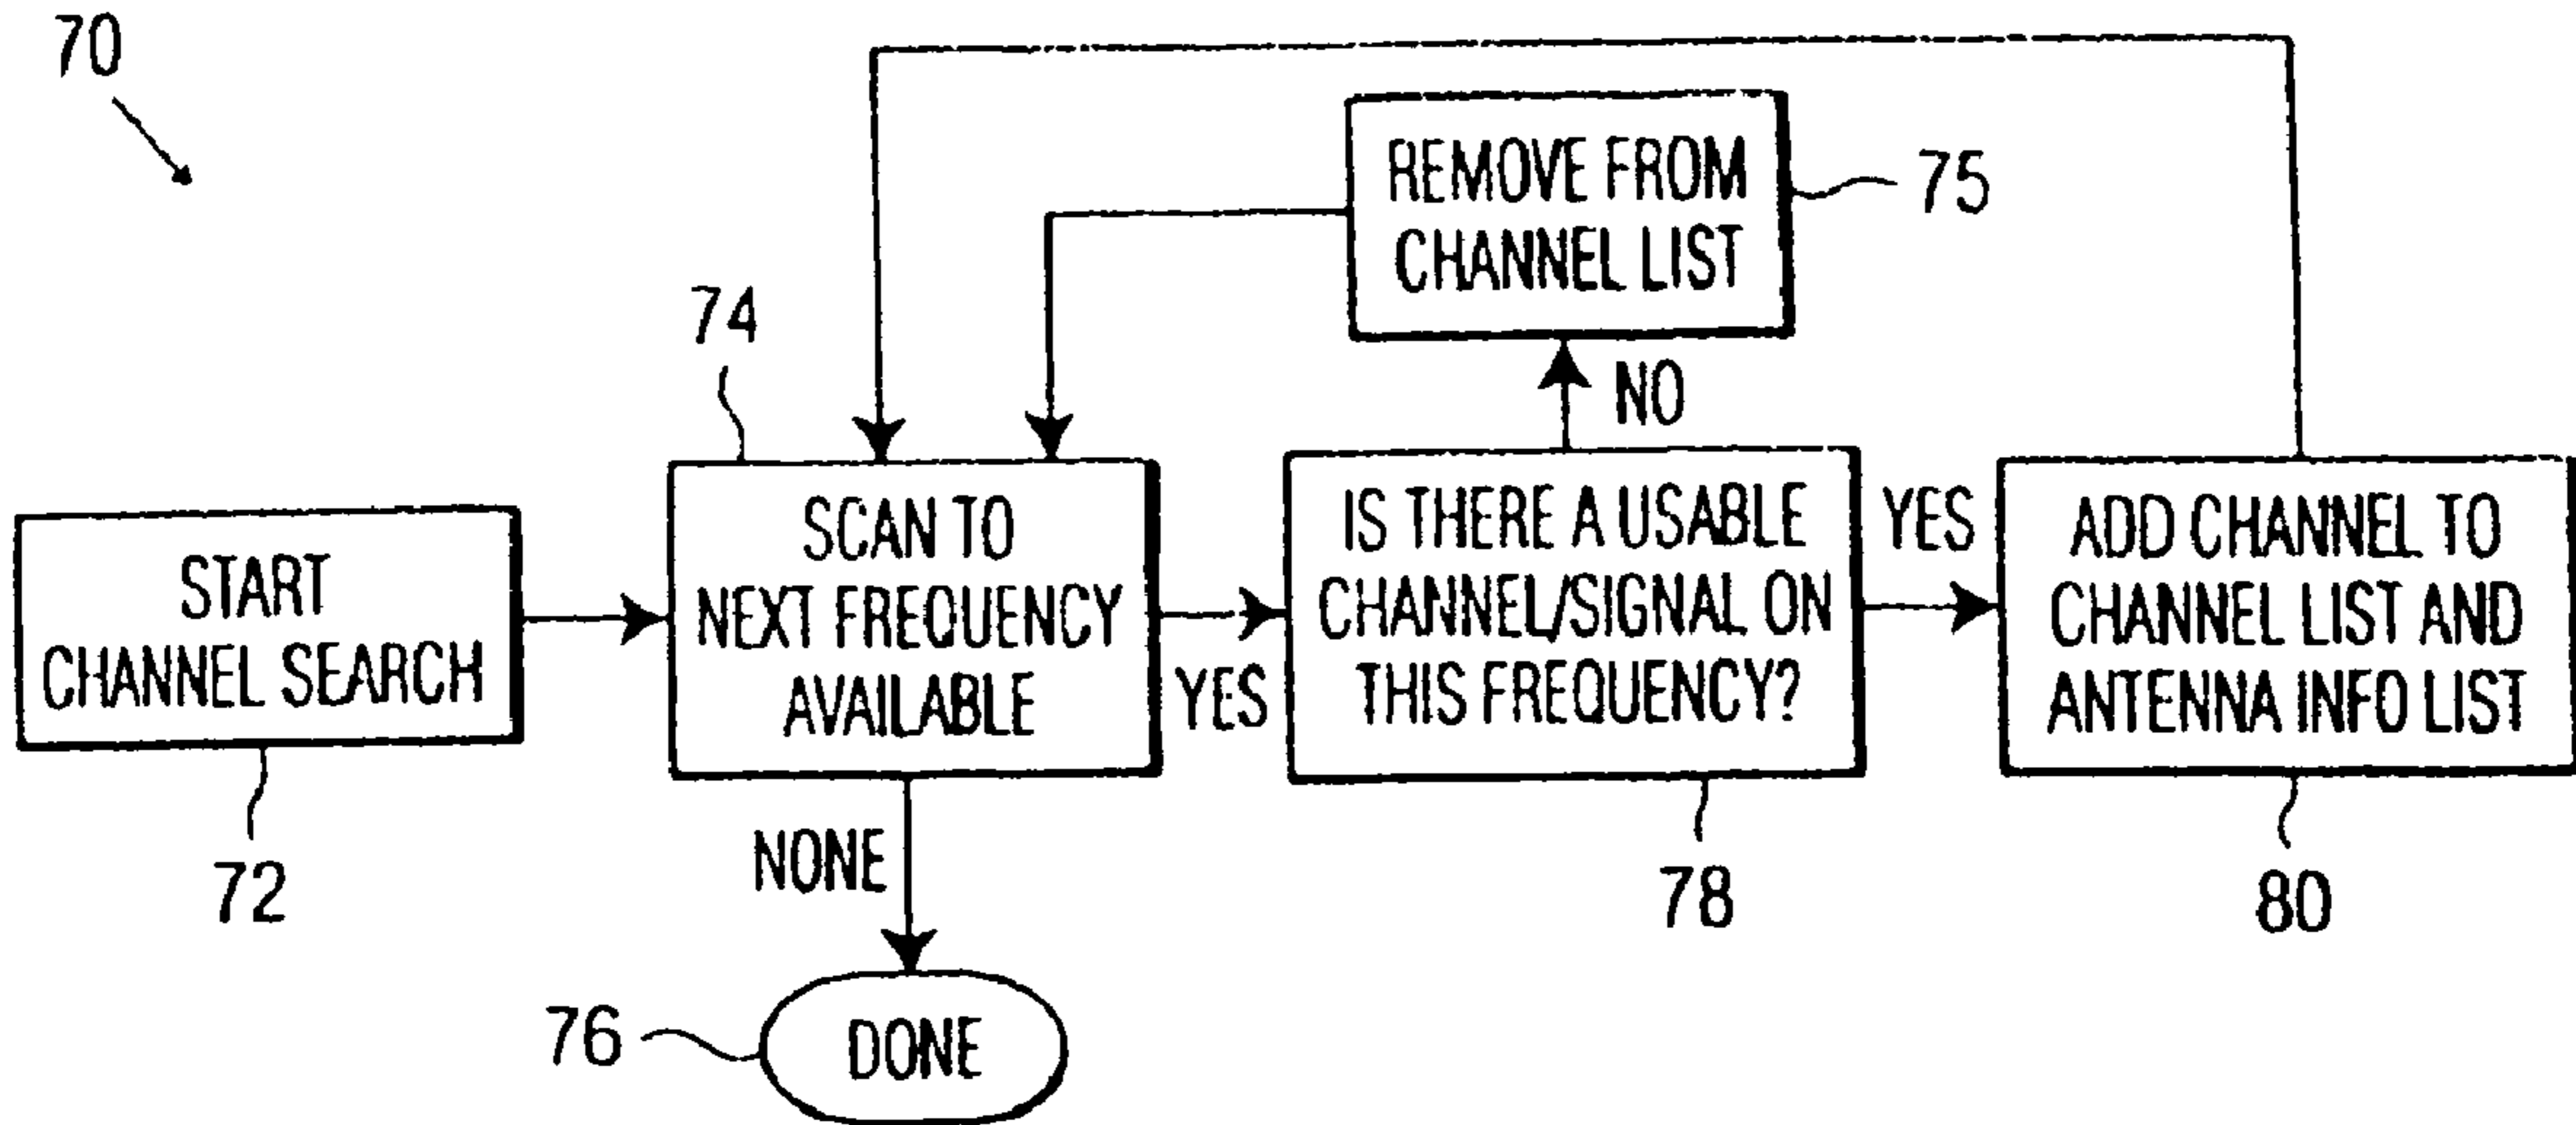 70
REMOVE FROM
CHANNEL LIST
75
74
NO
START
CHANNEL SEARCH
72
SCAN TO
NEXT FREQUENCY
AVAILABLE
YES
IS THERE A USABLE
CHANNEL/SIGNAL ON
THIS FREQUENCY?
78
YES
ADD CHANNEL TO
CHANNEL LIST AND
ANTENNA INFO LIST
80
NONE
76
DONE